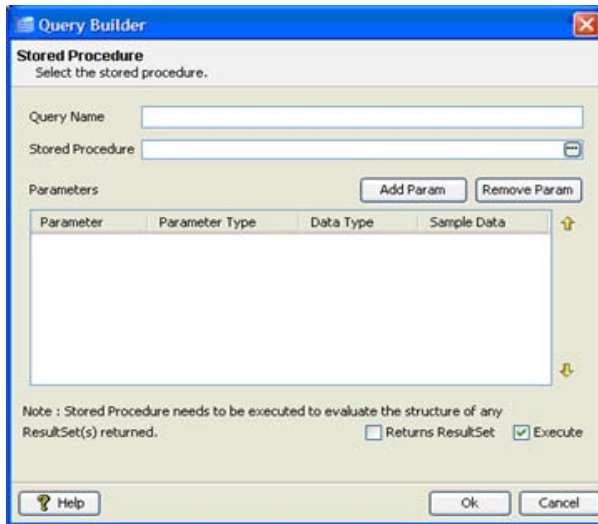 Query Builder
Stored Procedure
Select the stored procedure.
Query Name
Stored Procedure
Parameters Add Param Remove Param
Parameter Parameter Type Data Type Sample Data
Note : Stored Procedure needs to be executed to evaluate the structure of any
ResultSet(s) returned. Returns ResultSet Execute
Help Ok Cancel